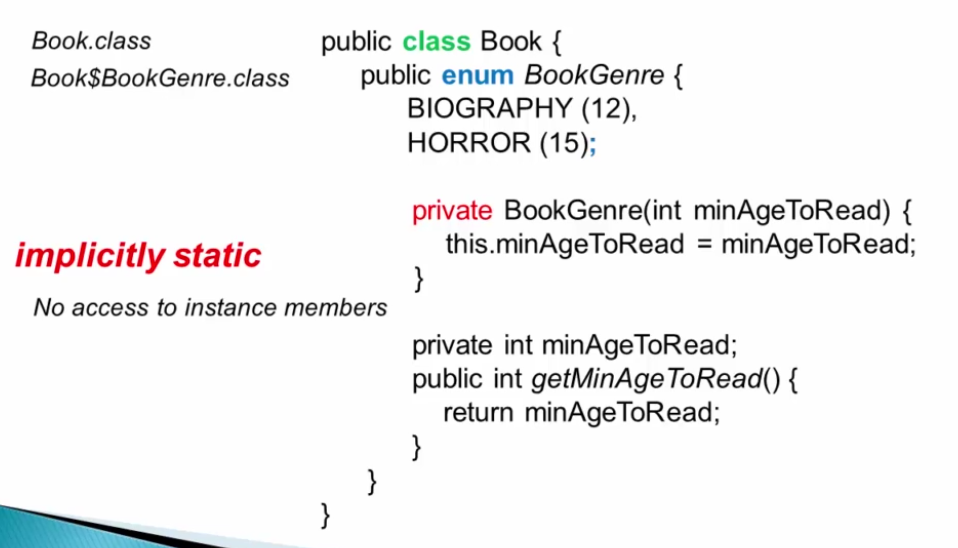 Book.class
Book$BookGenre.class
implicitly static
No access to instance members
public class Book {
public enum BookGenre {
BIOGRAPHY (12),
HORROR (15);
private BookGenre(int minAgeToRead) {
this.minAgeToRead = minAgeToRead;
}
private int minAgeToRead;
public int getMinAgeToRead() {
return minAgeToRead;
}
}
}